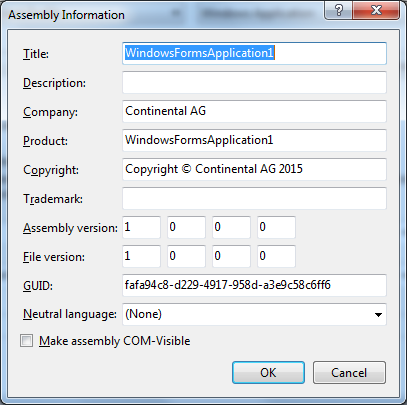 Assembly Information
Title: WindowsFormsApplication1
Description:
Company: Continental AG
Product: WindowsFormsApplication1
Copyright: Copyright © Continental AG 2015
Trademark:
Assembly version: 1 0 0 0
File version: 1 0 0 0
GUID: fafa94c8-d229-4917-958d-a3e9c58c6ff6
Neutral language: (None)
Make assembly COM-Visible
OK Cancel